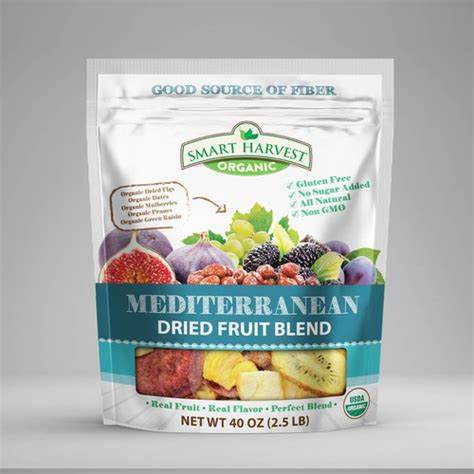 GOOD SOURCE OF FIBER
SMART HARVEST
ORGANIC
Organic Dried Figs
Organic Dates
Organic Mulberries
Organic Prunes
Organic Green Raisin
✓ Gluten Free
✓ No Sugar Added
✓ All Natural
✓ Non GMO
MEDITERRANEAN
DRIED FRUIT BLEND
• Real Fruit • Real Flavor • Perfect Blend •
NET WT 40 OZ (2.5 LB)
USDA
ORGANIC